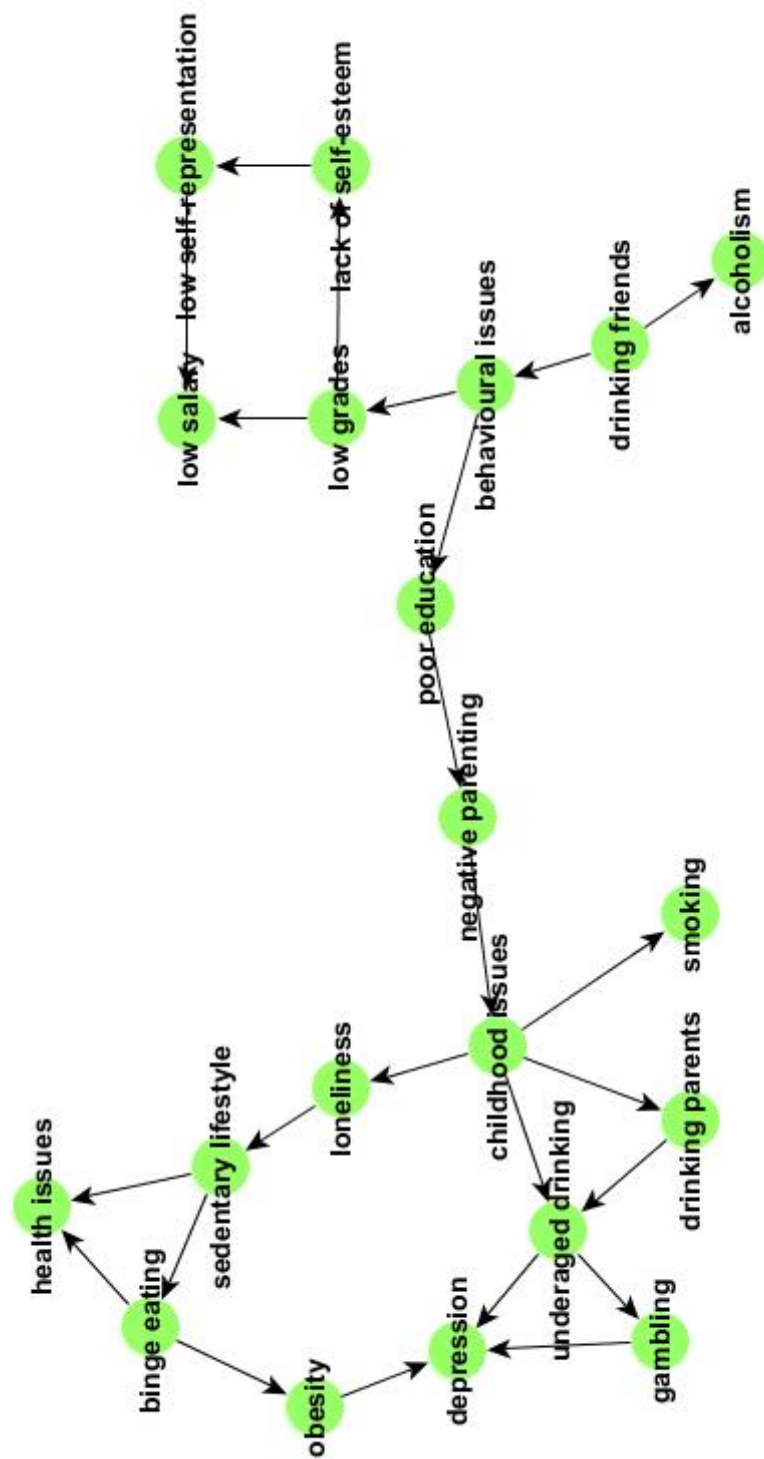 health issues
binge eating
sedentary lifestyle
obesity
loneliness
depression
childhood issues
underaged drinking
gambling
drinking parents
smoking
negative parenting
poor education
low salary
low self-representation
low grades
lack of self-esteem
behavioural issues
drinking friends
alcoholism